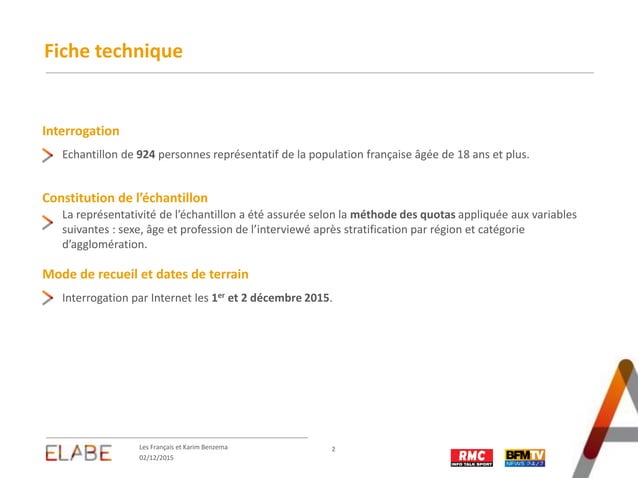 Fiche technique
Interrogation
Echantillon de 924 personnes représentatif de la population française âgée de 18 ans et plus.
Constitution de l’échantillon
La représentativité de l’échantillon a été assurée selon la méthode des quotas appliquée aux variables
suivantes : sexe, âge et profession de l’interviewé après stratification par région et catégorie
d’agglomération.
Mode de recueil et dates de terrain
Interrogation par Internet les 1er et 2 décembre 2015.
ELABE
Les Français et Karim Benzema
02/12/2015
2
RMC
INFO TALK SPORT
BFMTV
NEWS 24/7